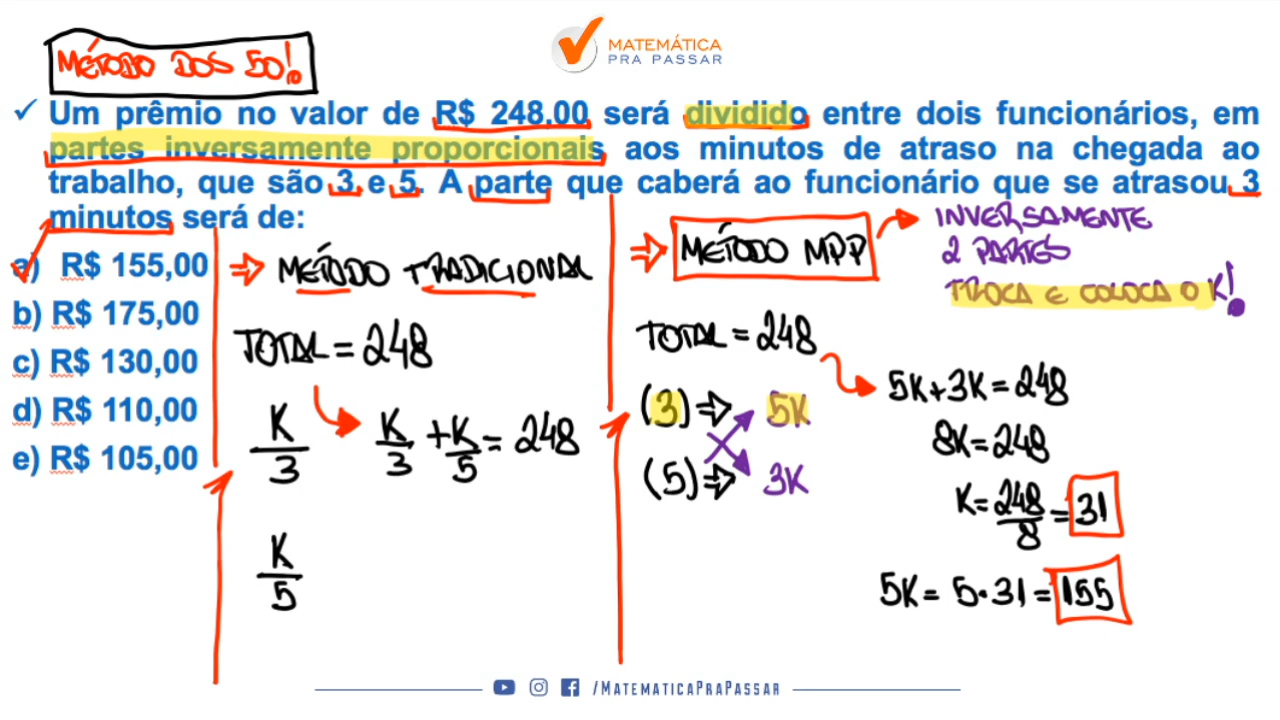 MÉTODO DOS 50!
MATEMÁTICA
PRA PASSAR
✓ Um prêmio no valor de R$ 248,00 será dividido entre dois funcionários, em
partes inversamente proporcionais aos minutos de atraso na chegada ao
trabalho, que são 3 e 5. A parte que caberá ao funcionário que se atrasou 3
minutos será de:
a) R$ 155,00
b) R$ 175,00
c) R$ 130,00
d) R$ 110,00
e) R$ 105,00
⇒ MÉTODO TRADICIONAL
TOTAL = 248
K/3
K/3 + K/5 = 248
K/5
⇒ MÉTODO MPP
INVERSAMENTE
2 PARTES
TROCA E COLOCA O K!
TOTAL = 248
(3) ⇒ 5K
(5) ⇒ 3K
5K + 3K = 248
8K = 248
K = 248/8 = 31
5K = 5 · 31 = 155
/MATEMATICAPRAPASSAR